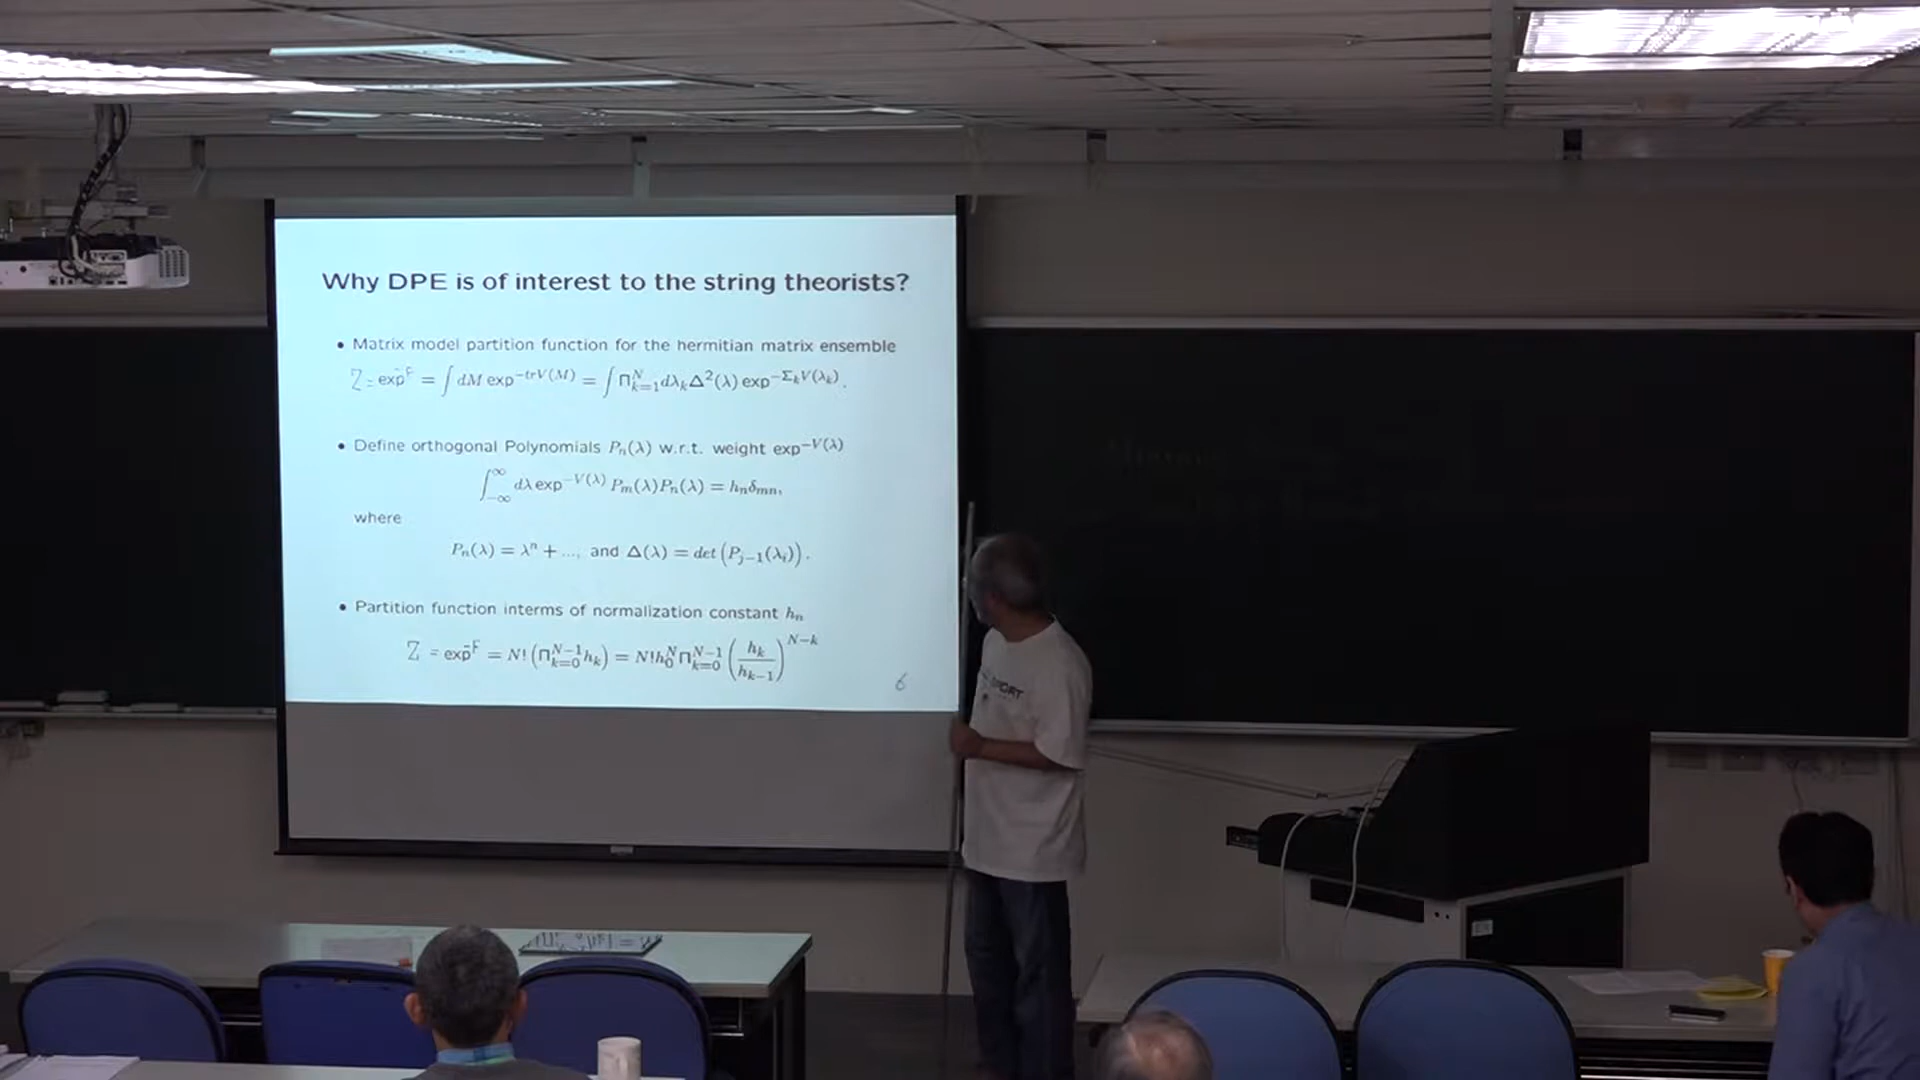 Why DPE is of interest to the string theorists?
• Matrix model partition function for the hermitian matrix ensemble
Z = exp^{-F} = ∫ dM exp^{-trV(M)} = ∫ Π_{k=1}^{N} dλ_k Δ²(λ) exp^{-Σ_k V(λ_k)}.
• Define orthogonal Polynomials P_n(λ) w.r.t. weight exp^{-V(λ)}
∫_{-∞}^{∞} dλ exp^{-V(λ)} P_m(λ)P_n(λ) = h_n δ_{mn},
where
P_n(λ) = λ^n + ..., and Δ(λ) = det (P_{j-1}(λ_i)).
• Partition function interms of normalization constant h_n
Z = exp^{-F} = N! (Π_{k=0}^{N-1} h_k) = N! h_0^N Π_{k=0}^{N-1} (h_k / h_{k-1})^{N-k}
6